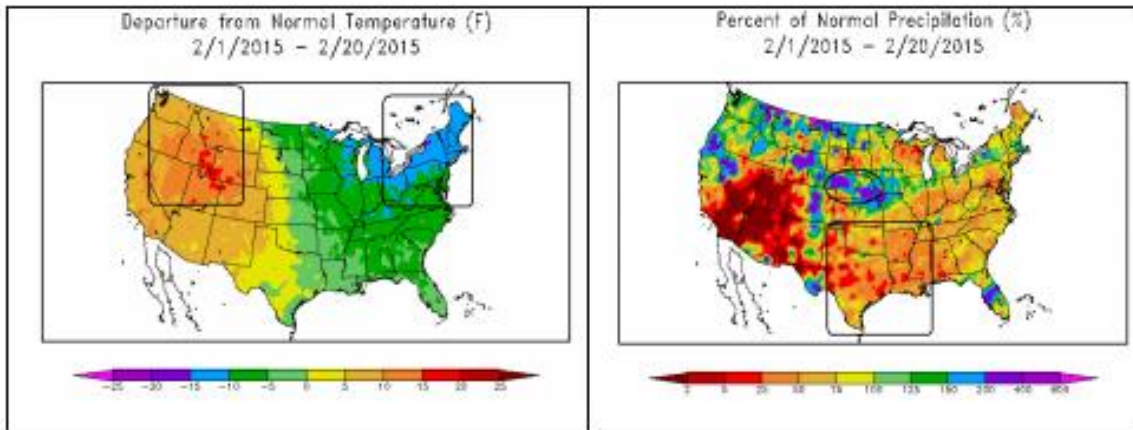 Departure from Normal Temperature (F)
2/1/2015 – 2/20/2015
-25 -20 -15 -10 -5 0 5 10 15 20 25
Percent of Normal Precipitation (%)
2/1/2015 – 2/20/2015
5 25 50 75 100 125 150 200 400 800